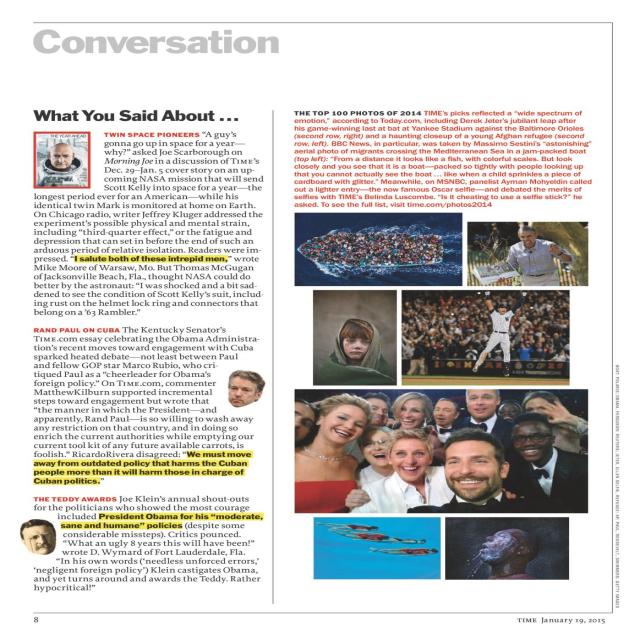 Conversation
What You Said About ...
THE YEAR AHEAD
TWIN SPACE PIONEERS "A guy's
gonna go up in space for a year—
why?" asked Joe Scarborough on
Morning Joe in a discussion of TIME's
Dec. 29–Jan. 5 cover story on an up-
coming NASA mission that will send
Scott Kelly into space for a year—the
longest period ever for an American—while his
identical twin Mark is monitored at home on Earth.
On Chicago radio, writer Jeffrey Kluger addressed the
experiment's possible physical and mental strain,
including "third-quarter effect," or the fatigue and
depression that can set in before the end of such an
arduous period of relative isolation. Readers were im-
pressed. "I salute both of these intrepid men," wrote
Mike Moore of Warsaw, Mo. But Thomas McGugan
of Jacksonville Beach, Fla., thought NASA could do
better by the astronaut: "I was shocked and a bit sad-
dened to see the condition of Scott Kelly's suit, includ-
ing rust on the helmet lock ring and connectors that
belong on a '63 Rambler."
RAND PAUL ON CUBA The Kentucky Senator's
TIME.com essay celebrating the Obama Administra-
tion's recent moves toward engagement with Cuba
sparked heated debate—not least between Paul
and fellow GOP star Marco Rubio, who cri-
tiqued Paul as a "cheerleader for Obama's
foreign policy." On TIME.com, commenter
MatthewKilburn supported incremental
steps toward engagement but wrote that
"the manner in which the President—and
apparently, Rand Paul—is so willing to wash away
any restriction on that country, and in doing so
enrich the current authorities while emptying our
current tool kit of any future available carrots, is
foolish." RicardoRivera disagreed: "We must move
away from outdated policy that harms the Cuban
people more than it will harm those in charge of
Cuban politics."
THE TEDDY AWARDS Joe Klein's annual shout-outs
for the politicians who showed the most courage
included President Obama for his "moderate,
sane and humane" policies (despite some
considerable missteps). Critics pounced.
"What an ugly 8 years this will have been!"
wrote D. Wymard of Fort Lauderdale, Fla.
"In his own words ('needless unforced errors,'
'negligent foreign policy') Klein castigates Obama,
and yet turns around and awards the Teddy. Rather
hypocritical!"
THE TOP 100 PHOTOS OF 2014 TIME's picks reflected a "wide spectrum of
emotion," according to Today.com, including Derek Jeter's jubilant leap after
his game-winning last at bat at Yankee Stadium against the Baltimore Orioles
(second row, right) and a haunting closeup of a young Afghan refugee (second
row, left). BBC News, in particular, was taken by Massimo Sestini's "astonishing"
aerial photo of migrants crossing the Mediterranean Sea in a jam-packed boat
(top left): "From a distance it looks like a fish, with colorful scales. But look
closely and you see that it is a boat—packed so tightly with people looking up
that you cannot actually see the boat ... like when a child sprinkles a piece of
cardboard with glitter." Meanwhile, on MSNBC, panelist Ayman Mohyeldin called
out a lighter entry—the now famous Oscar selfie—and debated the merits of
selfies with TIME's Belinda Luscombe. "Is it cheating to use a selfie stick?" he
asked. To see the full list, visit time.com/photos2014
8
TIME January 19, 2015